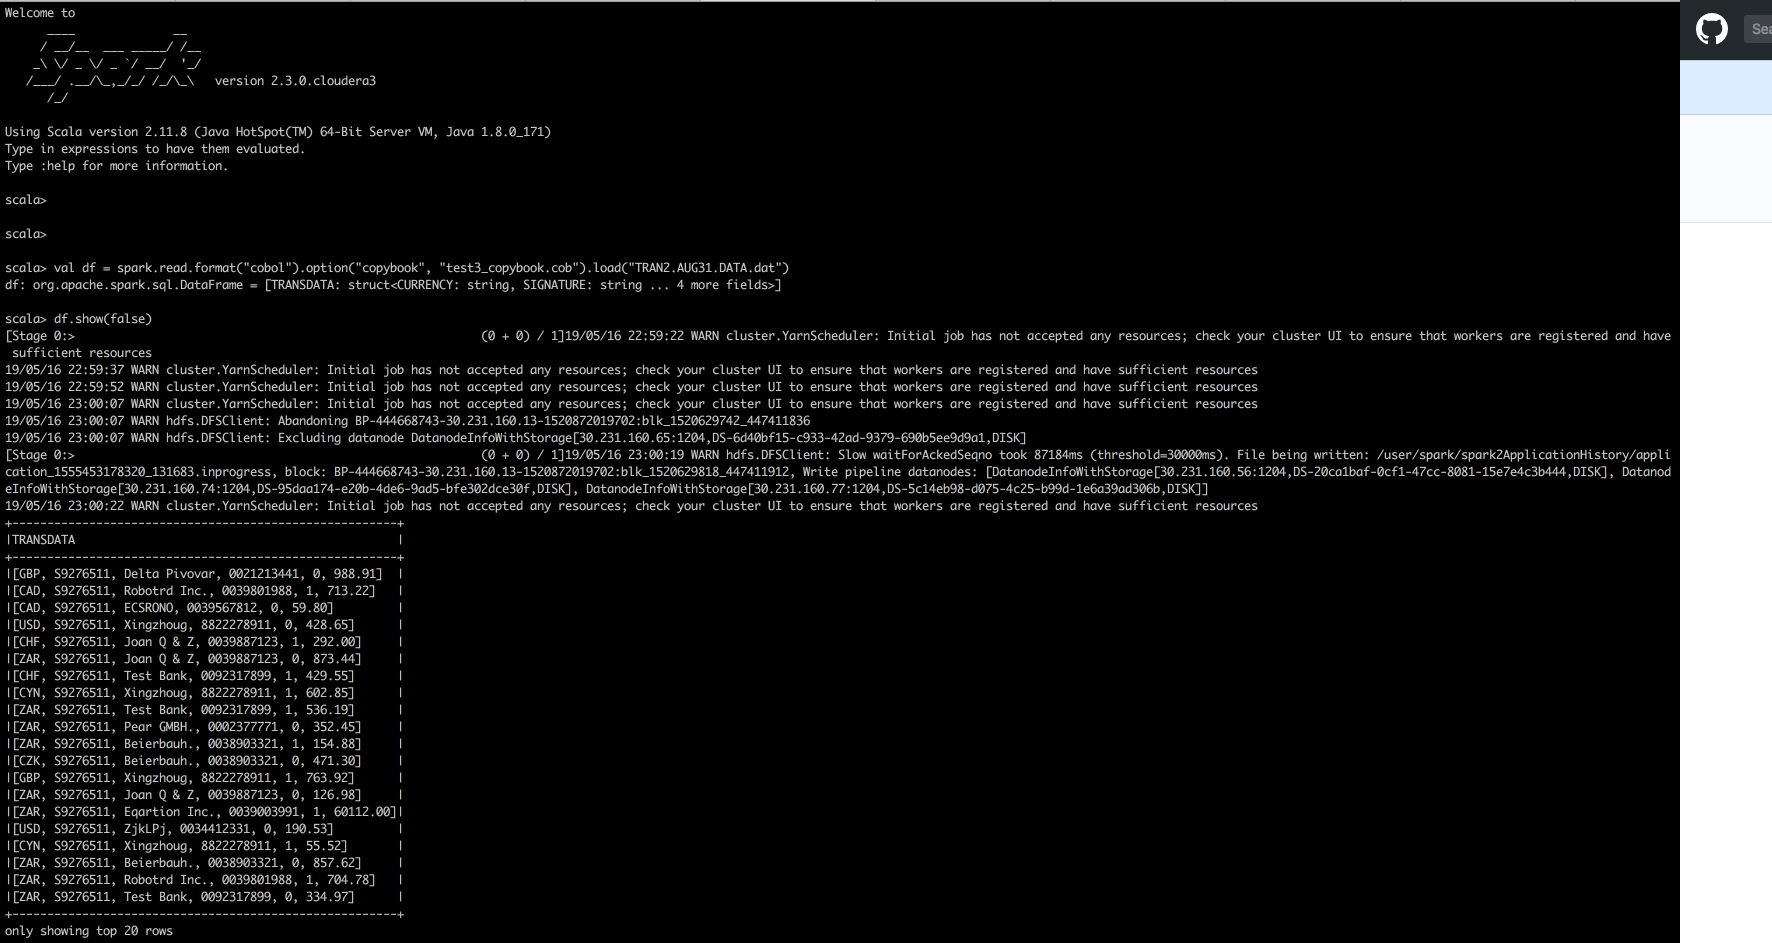 Welcome to
      ____              __
     / __/__  ___ _____/ /__
    _\ \/ _ \/ _ `/ __/  '_/
   /___/ .__/\_,_/_/ /_/\_\   version 2.3.0.cloudera3
      /_/
Using Scala version 2.11.8 (Java HotSpot(TM) 64-Bit Server VM, Java 1.8.0_171)
Type in expressions to have them evaluated.
Type :help for more information.
scala>
scala>
scala> val df = spark.read.format("cobol").option("copybook", "test3_copybook.cob").load("TRAN2.AUG31.DATA.dat")
df: org.apache.spark.sql.DataFrame = [TRANSDATA: struct<CURRENCY: string, SIGNATURE: string ... 4 more fields>]
scala> df.show(false)
[Stage 0:>                                                          (0 + 0) / 1]19/05/16 22:59:22 WARN cluster.YarnScheduler: Initial job has not accepted any resources; check your cluster UI to ensure that workers are registered and have
 sufficient resources
19/05/16 22:59:37 WARN cluster.YarnScheduler: Initial job has not accepted any resources; check your cluster UI to ensure that workers are registered and have sufficient resources
19/05/16 22:59:52 WARN cluster.YarnScheduler: Initial job has not accepted any resources; check your cluster UI to ensure that workers are registered and have sufficient resources
19/05/16 23:00:07 WARN cluster.YarnScheduler: Initial job has not accepted any resources; check your cluster UI to ensure that workers are registered and have sufficient resources
19/05/16 23:00:07 WARN hdfs.DFSClient: Abandoning BP-444668743-30.231.160.13-1520872019702:blk_1520629742_447411836
19/05/16 23:00:07 WARN hdfs.DFSClient: Excluding datanode DatanodeInfoWithStorage[30.231.160.65:1204,DS-6d40bf15-c933-42ad-9379-690b5ee9d9a1,DISK]
[Stage 0:>                                                          (0 + 0) / 1]19/05/16 23:00:19 WARN hdfs.DFSClient: Slow waitForAckedSeqno took 87184ms (threshold=30000ms). File being written: /user/spark/spark2ApplicationHistory/appli
cation_1555453178320_131683.inprogress, block: BP-444668743-30.231.160.13-1520872019702:blk_1520629818_447411912, Write pipeline datanodes: [DatanodeInfoWithStorage[30.231.160.56:1204,DS-20ca1baf-0cf1-47cc-8081-15e7e4c3b444,DISK], Datanod
eInfoWithStorage[30.231.160.74:1204,DS-95daa174-e20b-4de6-9ad5-bfe302dce30f,DISK], DatanodeInfoWithStorage[30.231.160.77:1204,DS-5c14eb98-d075-4c25-b99d-1e6a39ad306b,DISK]]
19/05/16 23:00:22 WARN cluster.YarnScheduler: Initial job has not accepted any resources; check your cluster UI to ensure that workers are registered and have sufficient resources
+-------------------------------------------------------+
|TRANSDATA                                              |
+-------------------------------------------------------+
|[GBP, S9276511, Delta Pivovar, 0021213441, 0, 988.91]  |
|[CAD, S9276511, Robotrd Inc., 0039801988, 1, 713.22]   |
|[CAD, S9276511, ECSRONO, 0039567812, 0, 59.80]         |
|[USD, S9276511, Xingzhoug, 8822278911, 0, 428.65]      |
|[CHF, S9276511, Joan Q & Z, 0039887123, 1, 292.00]     |
|[ZAR, S9276511, Joan Q & Z, 0039887123, 0, 873.44]     |
|[CHF, S9276511, Test Bank, 0092317899, 1, 429.55]      |
|[CYN, S9276511, Xingzhoug, 8822278911, 1, 602.85]      |
|[ZAR, S9276511, Test Bank, 0092317899, 1, 536.19]      |
|[ZAR, S9276511, Pear GMBH., 0002377771, 0, 352.45]     |
|[ZAR, S9276511, Beierbauh., 0038903321, 1, 154.88]     |
|[CZK, S9276511, Beierbauh., 0038903321, 0, 471.30]     |
|[GBP, S9276511, Xingzhoug, 8822278911, 1, 763.92]      |
|[ZAR, S9276511, Joan Q & Z, 0039887123, 0, 126.98]     |
|[ZAR, S9276511, Eqartion Inc., 0039003991, 1, 60112.00]|
|[USD, S9276511, ZjkLPj, 0034412331, 0, 190.53]         |
|[CYN, S9276511, Xingzhoug, 8822278911, 1, 55.52]       |
|[ZAR, S9276511, Beierbauh., 0038903321, 0, 857.62]     |
|[ZAR, S9276511, Robotrd Inc., 0039801988, 1, 704.78]   |
|[ZAR, S9276511, Test Bank, 0092317899, 0, 334.97]      |
+-------------------------------------------------------+
only showing top 20 rows
Sea